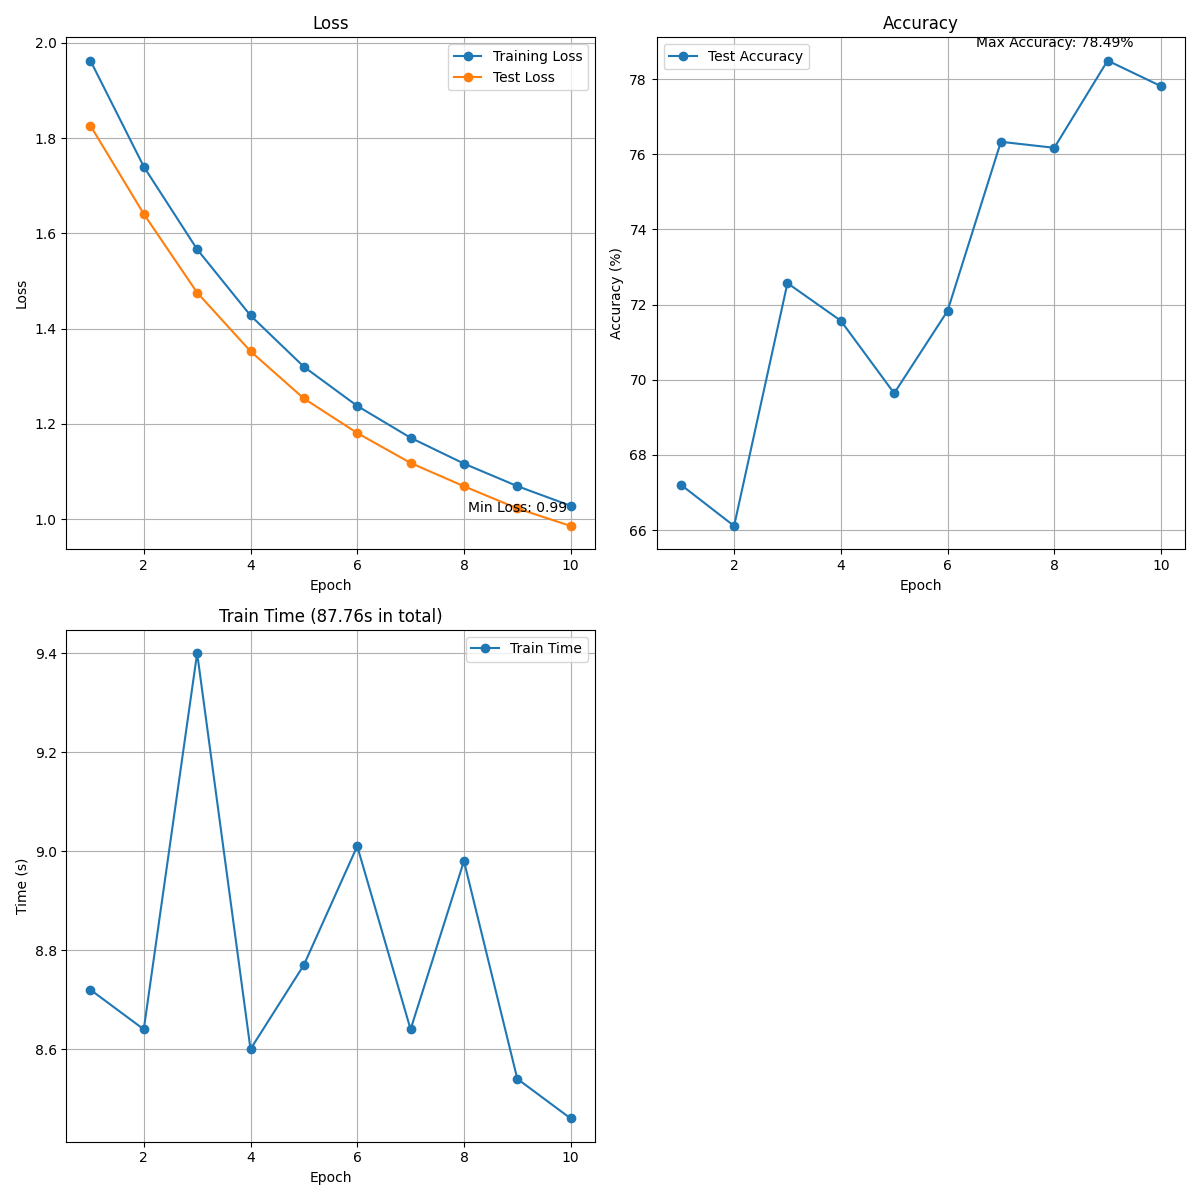 Loss
Training Loss
Test Loss
2.0
1.8
1.6
1.4
1.2
1.0
Loss
Min Loss: 0.99
2 4 6 8 10
Epoch
Accuracy
Max Accuracy: 78.49%
Test Accuracy
78
76
74
72
70
68
66
Accuracy (%)
2 4 6 8 10
Epoch
Train Time (87.76s in total)
Train Time
9.4
9.2
9.0
8.8
8.6
Time (s)
2 4 6 8 10
Epoch